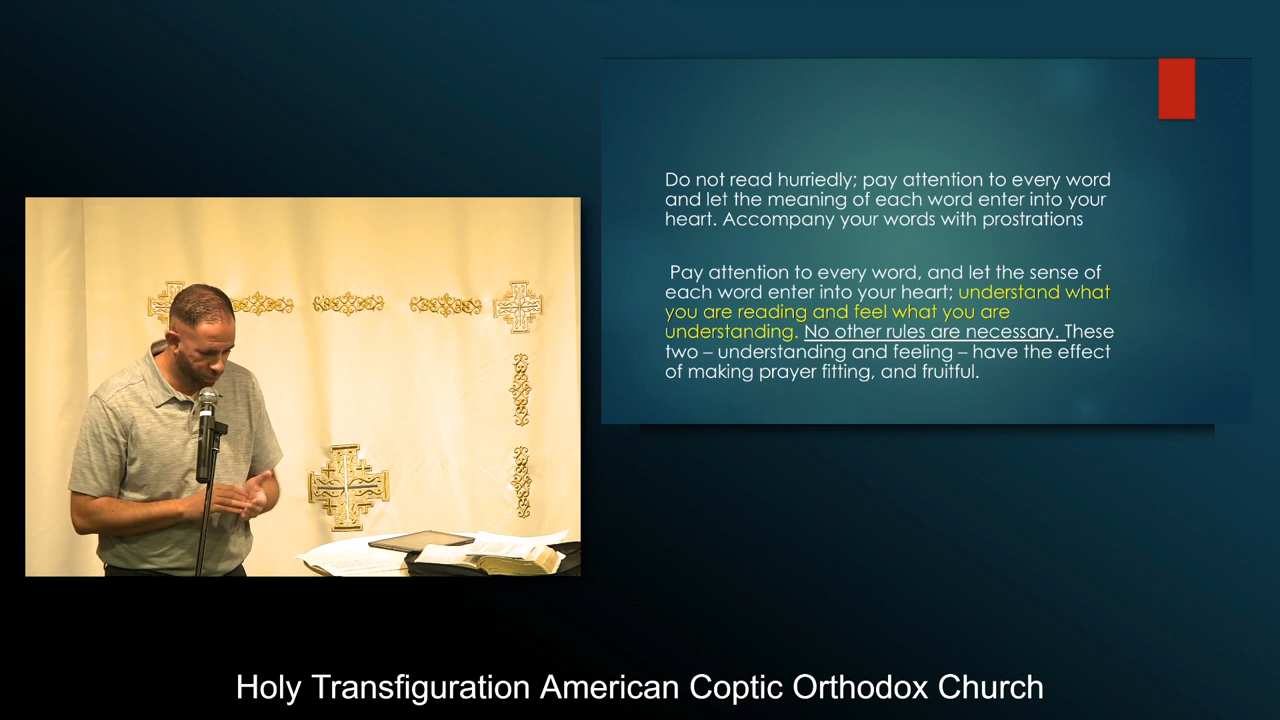 Do not read hurriedly; pay attention to every word
and let the meaning of each word enter into your
heart. Accompany your words with prostrations
Pay attention to every word, and let the sense of
each word enter into your heart; understand what
you are reading and feel what you are
understanding. No other rules are necessary. These
two – understanding and feeling – have the effect
of making prayer fitting, and fruitful.
Holy Transfiguration American Coptic Orthodox Church